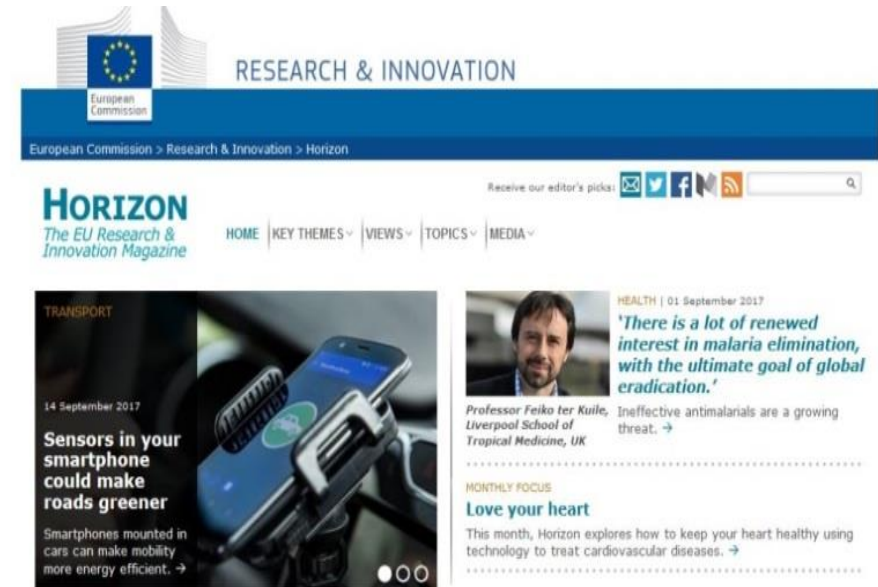 European
Commission
RESEARCH & INNOVATION
European Commission > Research & Innovation > Horizon
HORIZON
The EU Research &
Innovation Magazine
Receive our editor's picks:
HOME KEY THEMES VIEWS TOPICS MEDIA
TRANSPORT
14 September 2017
Sensors in your
smartphone
could make
roads greener
Smartphones mounted in
cars can make mobility
more energy efficient. →
Professor Feiko ter Kuile,
Liverpool School of
Tropical Medicine, UK
HEALTH | 01 September 2017
'There is a lot of renewed
interest in malaria elimination,
with the ultimate goal of global
eradication.'
Ineffective antimalarials are a growing
threat. →
MONTHLY FOCUS
Love your heart
This month, Horizon explores how to keep your heart healthy using
technology to treat cardiovascular diseases. →